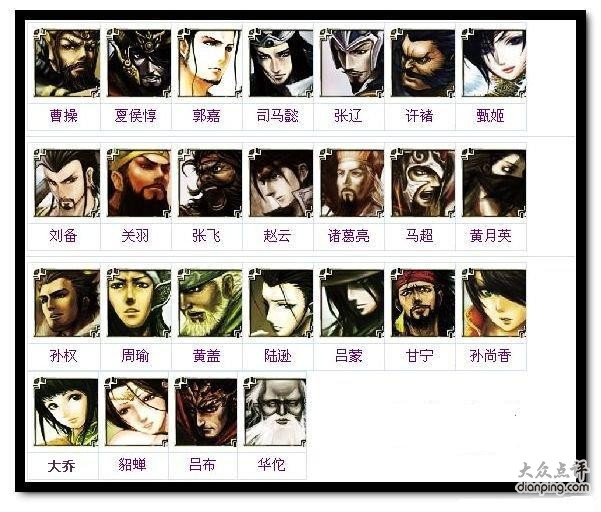 曹操 夏侯惇 郭嘉 司马懿 张辽 许褚 甄姬
刘备 关羽 张飞 赵云 诸葛亮 马超 黄月英
孙权 周瑜 黄盖 陆逊 吕蒙 甘宁 孙尚香
大乔 貂蝉 吕布 华佗
大众点评
dianping.com